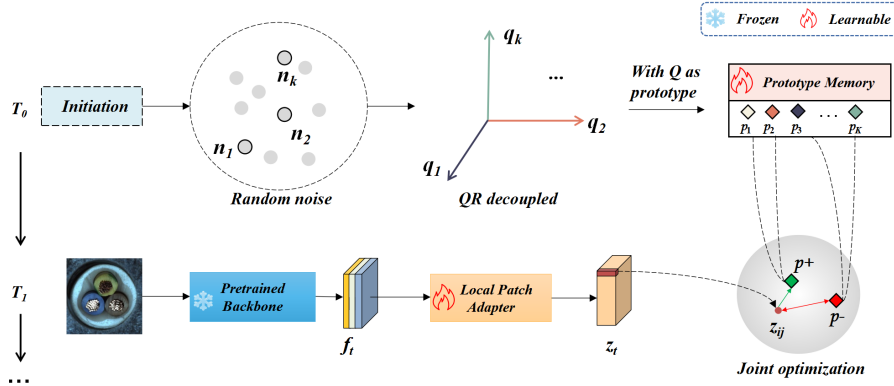 Frozen
Learnable
T0
Initiation
nk
n2
n1
Random noise
qk
...
q2
q1
QR decoupled
With Q as
prototype
Prototype Memory
p1 p2 p3 ... pK
T1
Pretrained
Backbone
ft
Local Patch
Adapter
zt
p+
p-
zij
Joint optimization
...